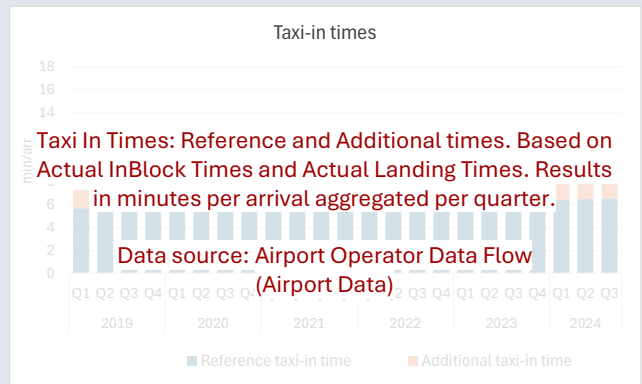 Taxi-in times
18
16
14
min/arr
Taxi In Times: Reference and Additional times. Based on
Actual InBlock Times and Actual Landing Times. Results
in minutes per arrival aggregated per quarter.
6
4
2
0
Data source: Airport Operator Data Flow
(Airport Data)
Q1 Q2 Q3 Q4 Q1 Q2 Q3 Q4 Q1 Q2 Q3 Q4 Q1 Q2 Q3 Q4 Q1 Q2 Q3 Q4 Q1 Q2 Q3
2019 2020 2021 2022 2023 2024
Reference taxi-in time Additional taxi-in time